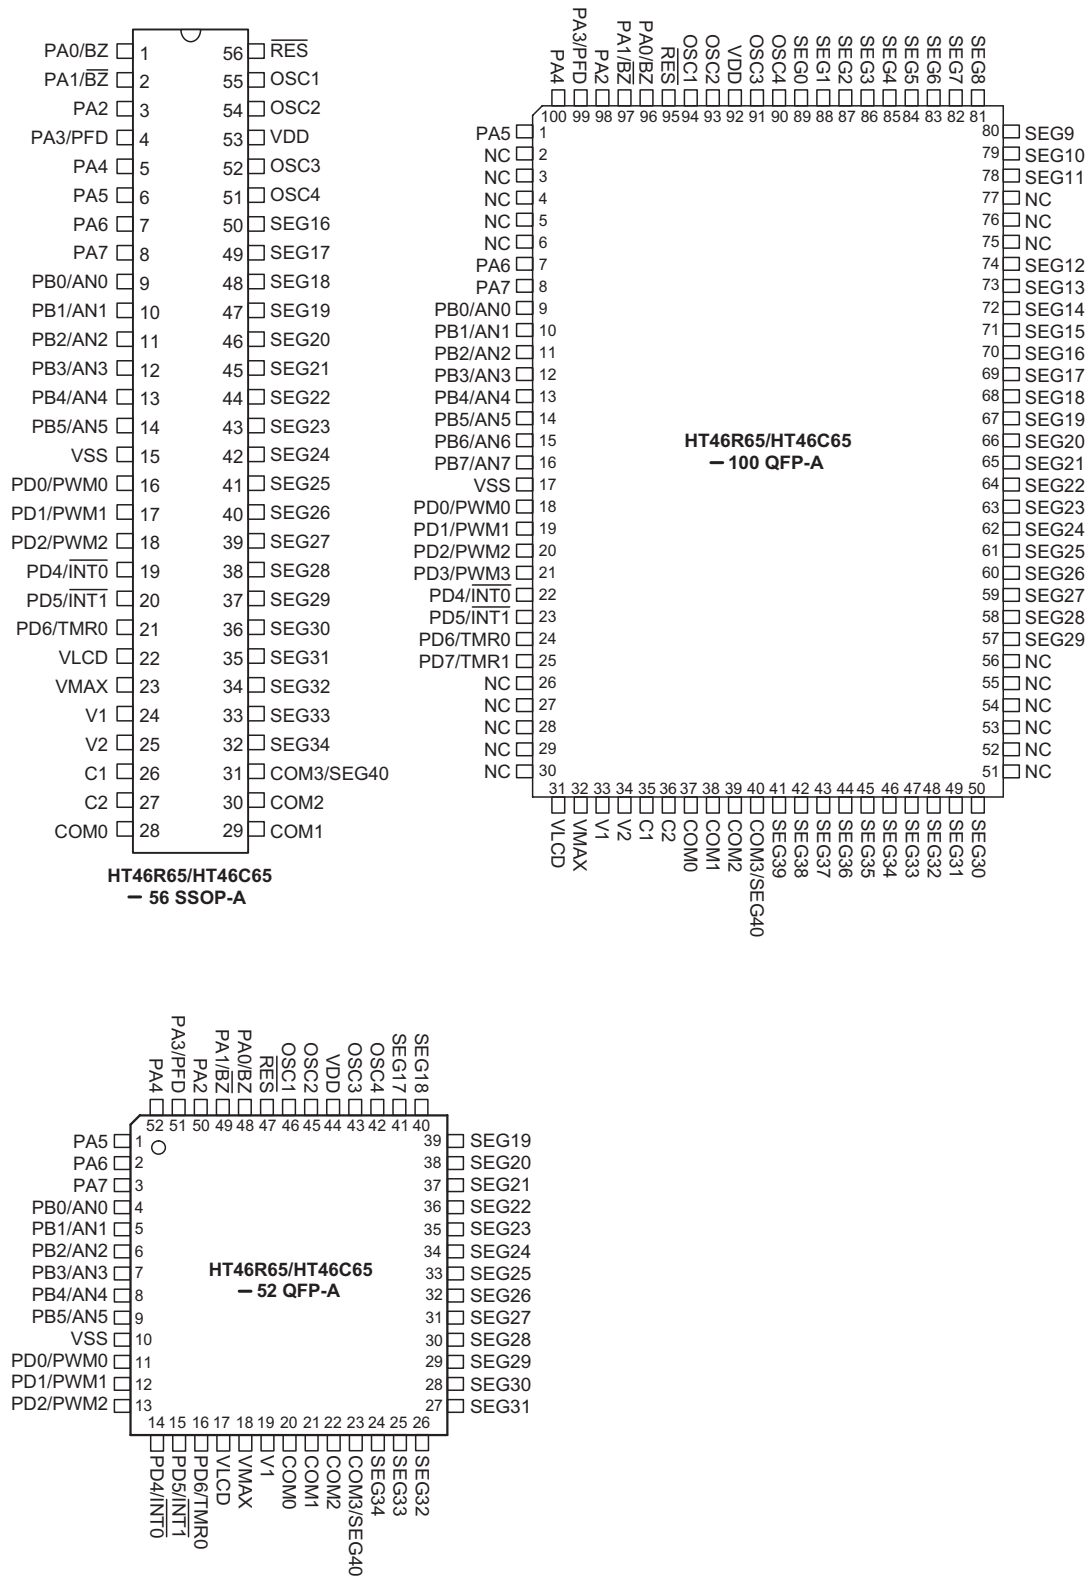 PA0/BZ 1 56 RES
PA1/BZ 2 55 OSC1
PA2 3 54 OSC2
PA3/PFD 4 53 VDD
PA4 5 52 OSC3
PA5 6 51 OSC4
PA6 7 50 SEG16
PA7 8 49 SEG17
PB0/AN0 9 48 SEG18
PB1/AN1 10 47 SEG19
PB2/AN2 11 46 SEG20
PB3/AN3 12 45 SEG21
PB4/AN4 13 44 SEG22
PB5/AN5 14 43 SEG23
VSS 15 42 SEG24
PD0/PWM0 16 41 SEG25
PD1/PWM1 17 40 SEG26
PD2/PWM2 18 39 SEG27
PD4/INT0 19 38 SEG28
PD5/INT1 20 37 SEG29
PD6/TMR0 21 36 SEG30
VLCD 22 35 SEG31
VMAX 23 34 SEG32
V1 24 33 SEG33
V2 25 32 SEG34
C1 26 31 COM3/SEG40
C2 27 30 COM2
COM0 28 29 COM1
HT46R65/HT46C65
– 56 SSOP-A
PA4 PA3/PFD PA2 PA1/BZ PA0/BZ RES OSC1 OSC2 VDD OSC3 OSC4 SEG0 SEG1 SEG2 SEG3 SEG4 SEG5 SEG6 SEG7 SEG8
100 99 98 97 96 95 94 93 92 91 90 89 88 87 86 85 84 83 82 81
PA5 1 80 SEG9
NC 2 79 SEG10
NC 3 78 SEG11
NC 4 77 NC
NC 5 76 NC
NC 6 75 NC
PA6 7 74 SEG12
PA7 8 73 SEG13
PB0/AN0 9 72 SEG14
PB1/AN1 10 71 SEG15
PB2/AN2 11 70 SEG16
PB3/AN3 12 69 SEG17
PB4/AN4 13 68 SEG18
PB5/AN5 14 67 SEG19
PB6/AN6 15 66 SEG20
PB7/AN7 16 65 SEG21
VSS 17 64 SEG22
PD0/PWM0 18 63 SEG23
PD1/PWM1 19 62 SEG24
PD2/PWM2 20 61 SEG25
PD3/PWM3 21 60 SEG26
PD4/INT0 22 59 SEG27
PD5/INT1 23 58 SEG28
PD6/TMR0 24 57 SEG29
PD7/TMR1 25 56 NC
NC 26 55 NC
NC 27 54 NC
NC 28 53 NC
NC 29 52 NC
NC 30 51 NC
HT46R65/HT46C65
– 100 QFP-A
31 32 33 34 35 36 37 38 39 40 41 42 43 44 45 46 47 48 49 50
VLCD VMAX V1 V2 C1 C2 COM0 COM1 COM2 COM3/SEG40 SEG39 SEG38 SEG37 SEG36 SEG35 SEG34 SEG33 SEG32 SEG31 SEG30
PA4 PA3/PFD PA2 PA1/BZ PA0/BZ RES OSC1 OSC2 VDD OSC3 OSC4 SEG17 SEG18
52 51 50 49 48 47 46 45 44 43 42 41 40
PA5 1 39 SEG19
PA6 2 38 SEG20
PA7 3 37 SEG21
PB0/AN0 4 36 SEG22
PB1/AN1 5 35 SEG23
PB2/AN2 6 34 SEG24
PB3/AN3 7 33 SEG25
PB4/AN4 8 32 SEG26
PB5/AN5 9 31 SEG27
VSS 10 30 SEG28
PD0/PWM0 11 29 SEG29
PD1/PWM1 12 28 SEG30
PD2/PWM2 13 27 SEG31
HT46R65/HT46C65
– 52 QFP-A
14 15 16 17 18 19 20 21 22 23 24 25 26
PD4/INT0 PD5/INT1 PD6/TMR0 VLCD VMAX V1 COM0 COM1 COM2 COM3/SEG40 SEG34 SEG33 SEG32